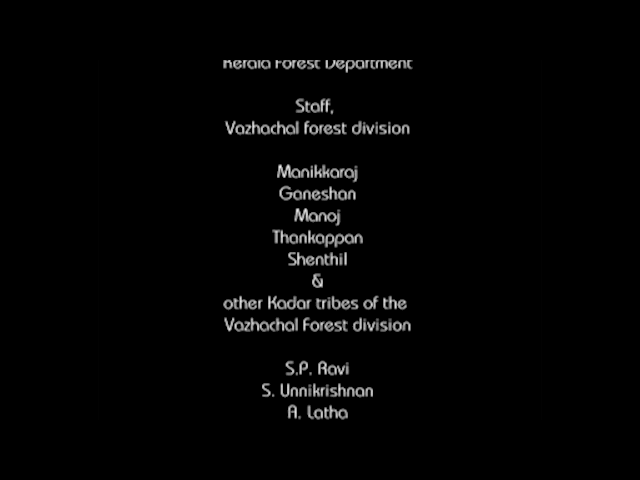 Kerala Forest Department
Staff,
Vazhachal forest division
Manikkaraj
Ganeshan
Manoj
Thankappan
Shenthil
&
other Kadar tribes of the
Vazhachal Forest division
S.P. Ravi
S. Unnikrishnan
A. Latha